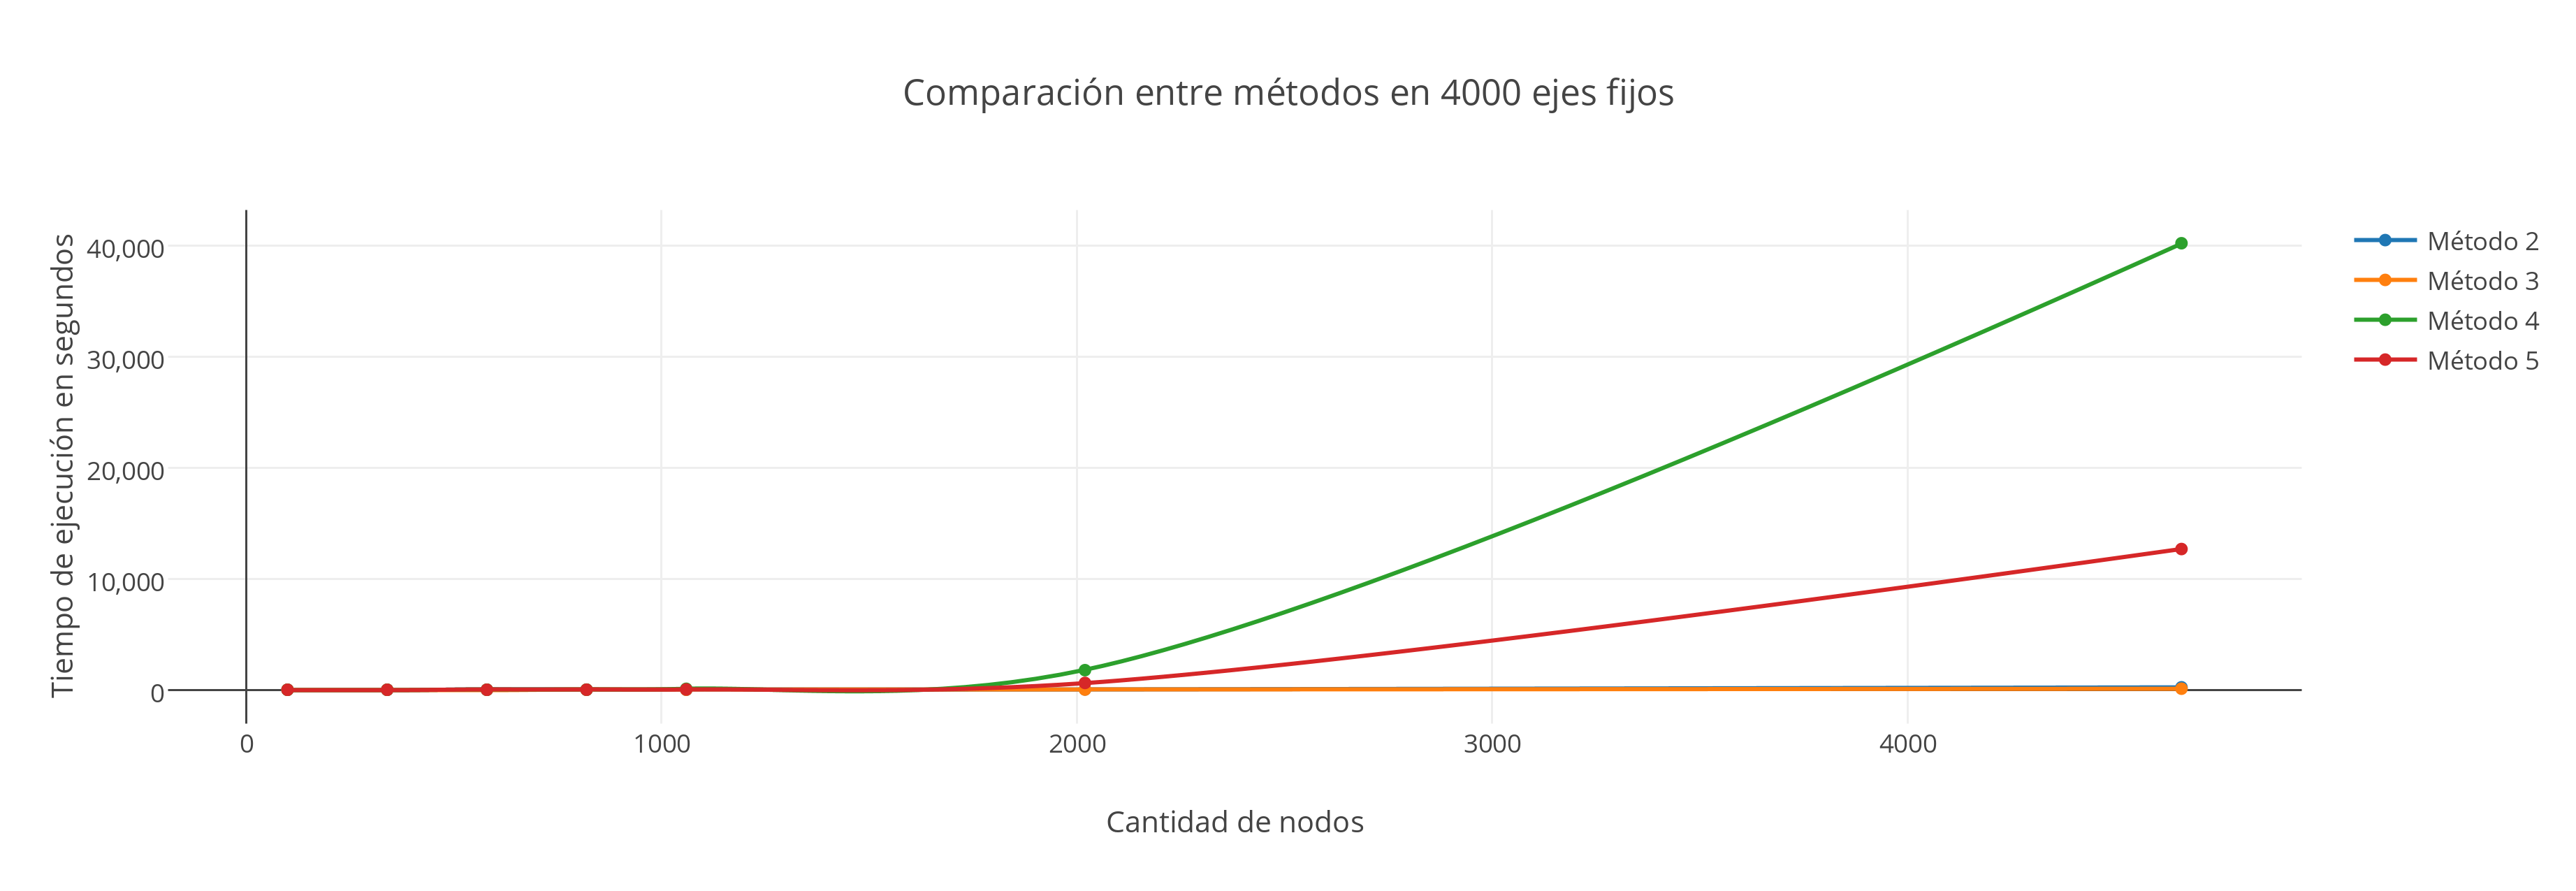 Comparación entre métodos en 4000 ejes fijos
Tiempo de ejecución en segundos
40,000
30,000
20,000
10,000
0
0
1000
2000
3000
4000
Cantidad de nodos
Método 2
Método 3
Método 4
Método 5